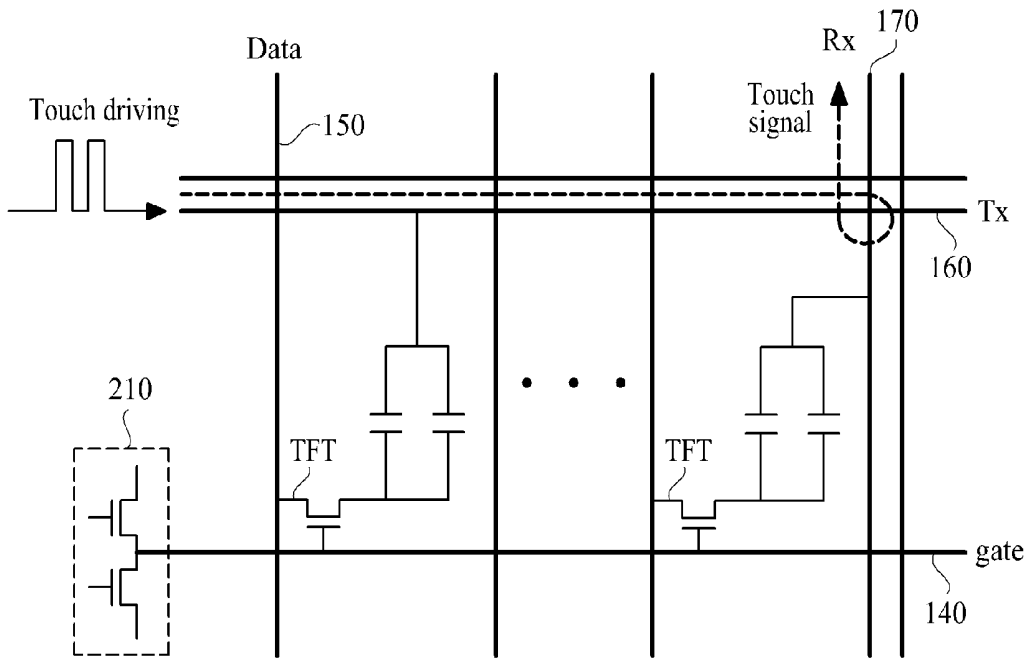 170
Rx
Data
Touch driving
150
Touch
signal
Tx
160
210
TFT
TFT
gate
140